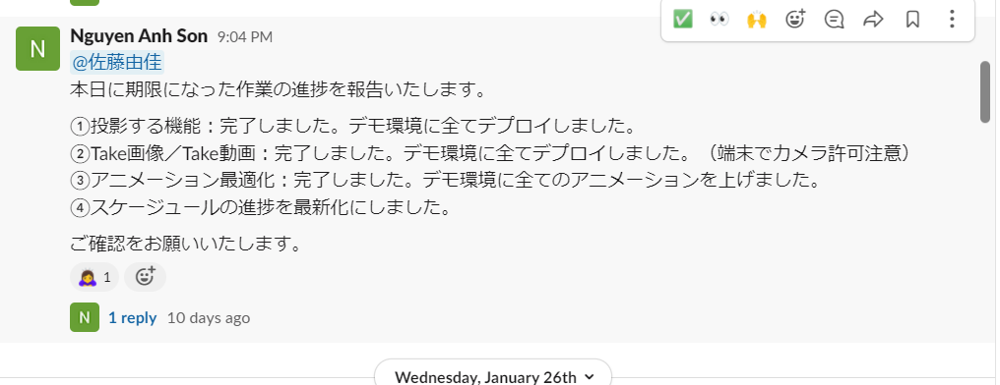 N
Nguyen Anh Son 9:04 PM
@佐藤由佳
本日に期限になった作業の進捗を報告いたします。
①投影する機能：完了しました。デモ環境に全てデプロイしました。
②Take画像／Take動画：完了しました。デモ環境に全てデプロイしました。（端末でカメラ許可注意）
③アニメーション最適化：完了しました。デモ環境に全てのアニメーションを上げました。
④スケージュールの進捗を最新化にしました。
ご確認をお願いいたします。
1
N 1 reply 10 days ago
Wednesday, January 26th